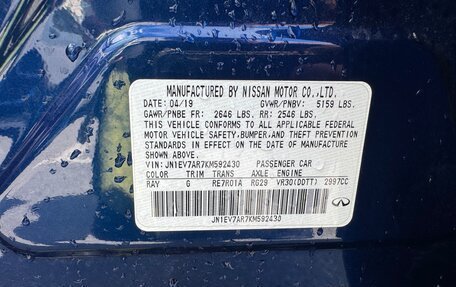 MANUFACTURED BY NISSAN MOTOR CO.,LTD.
DATE 04/19 GVWR/PNBV: 5159 LBS.
GAWR/PNBE FR: 2646 LBS. RR: 2546 LBS.
THIS VEHICLE CONFORMS TO ALL APPLICABLE FEDERAL
MOTOR VEHICLE SAFETY,BUMPER,AND THEFT PREVENTION
STANDARDS IN EFFECT ON THE DATE OF MANUFACTURE
SHOWN ABOVE.
VIN: JN1EV7AR7KM592430 PASSENGER CAR
COLOR TRIM TRANS AXLE ENGINE
RAY G RE7R01A RG29 VR30(DDTT) 2997CC
JN1EV7AR7KM592430